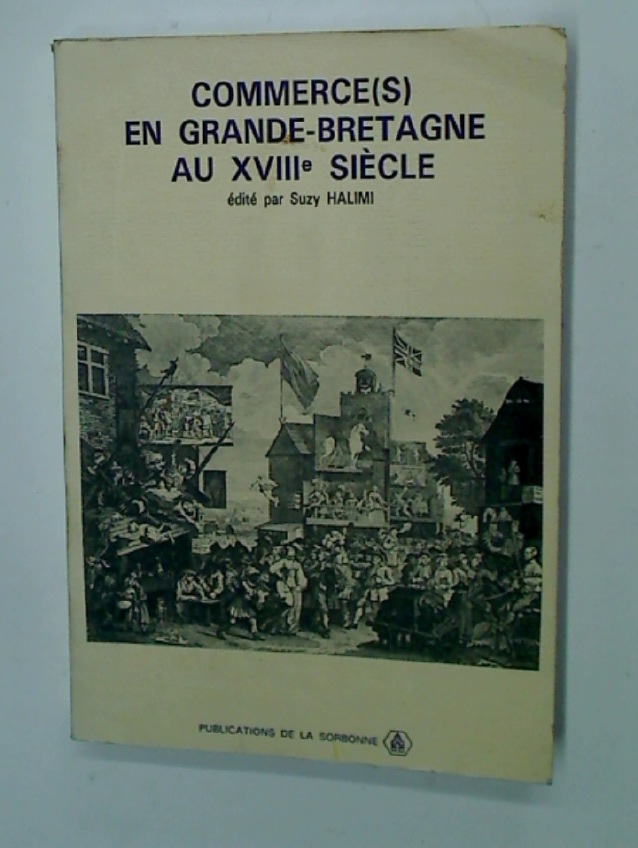 COMMERCE(S)
EN GRANDE-BRETAGNE
AU XVIIIe SIÈCLE
édité par Suzy HALIMI
PUBLICATIONS DE LA SORBONNE